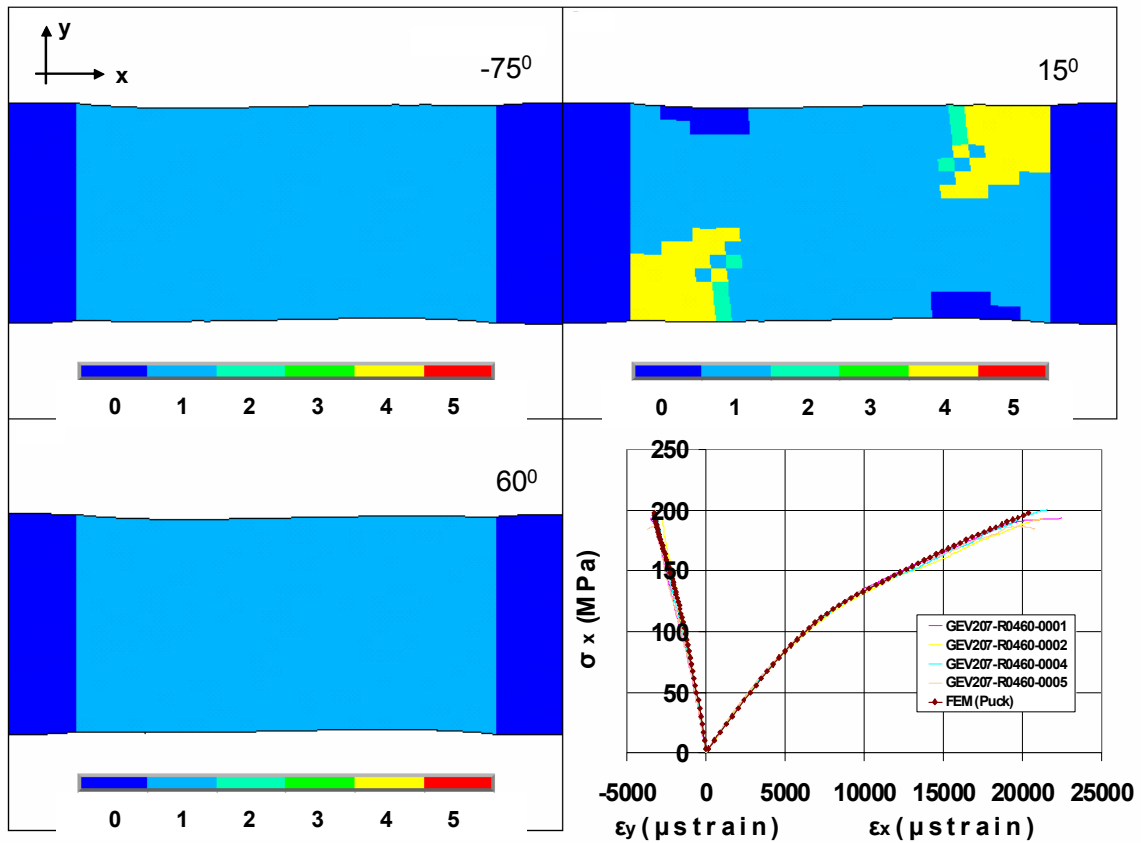 y
x
-75⁰
15⁰
0 1 2 3 4 5
0 1 2 3 4 5
60⁰
0 1 2 3 4 5
250
200
150
100
50
0
σ x (MPa)
GEV207-R0460-0001
GEV207-R0460-0002
GEV207-R0460-0004
GEV207-R0460-0005
FEM (Puck)
-5000 0 5000 10000 15000 20000 25000
εy (µstrain) εx (µstrain)